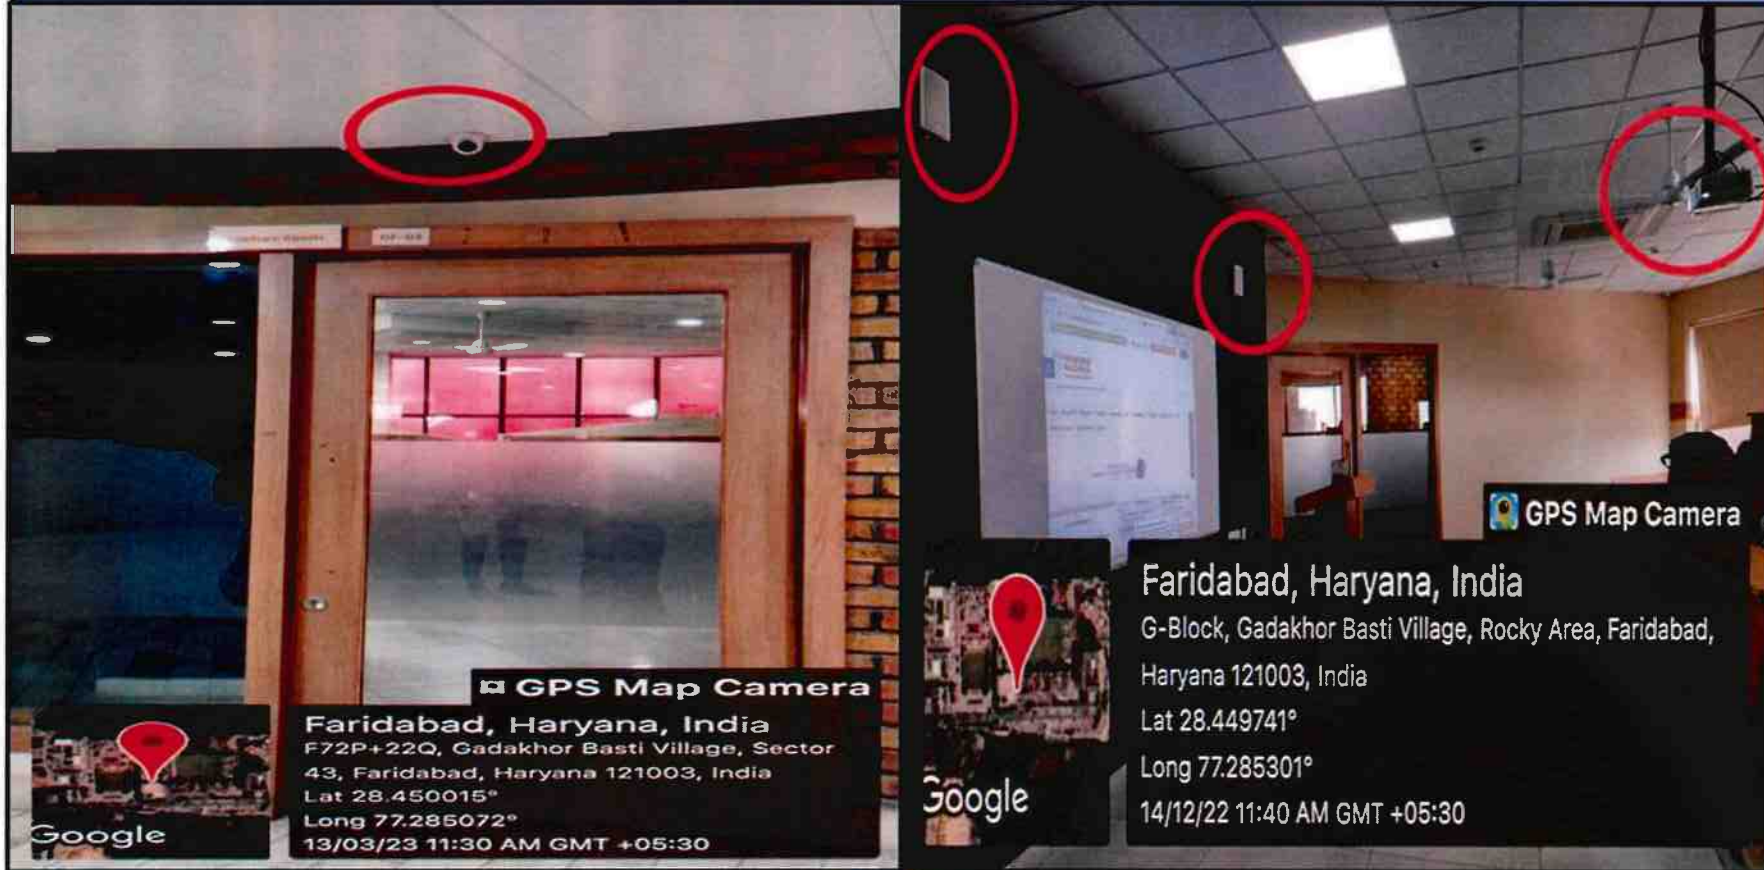 GPS Map Camera
Faridabad, Haryana, India
F72P+22Q, Gadakhor Basti Village, Sector
43, Faridabad, Haryana 121003, India
Lat 28.450015°
Long 77.285072°
13/03/23 11:30 AM GMT +05:30
Google
GPS Map Camera
Faridabad, Haryana, India
G-Block, Gadakhor Basti Village, Rocky Area, Faridabad,
Haryana 121003, India
Lat 28.449741°
Long 77.285301°
14/12/22 11:40 AM GMT +05:30
Google